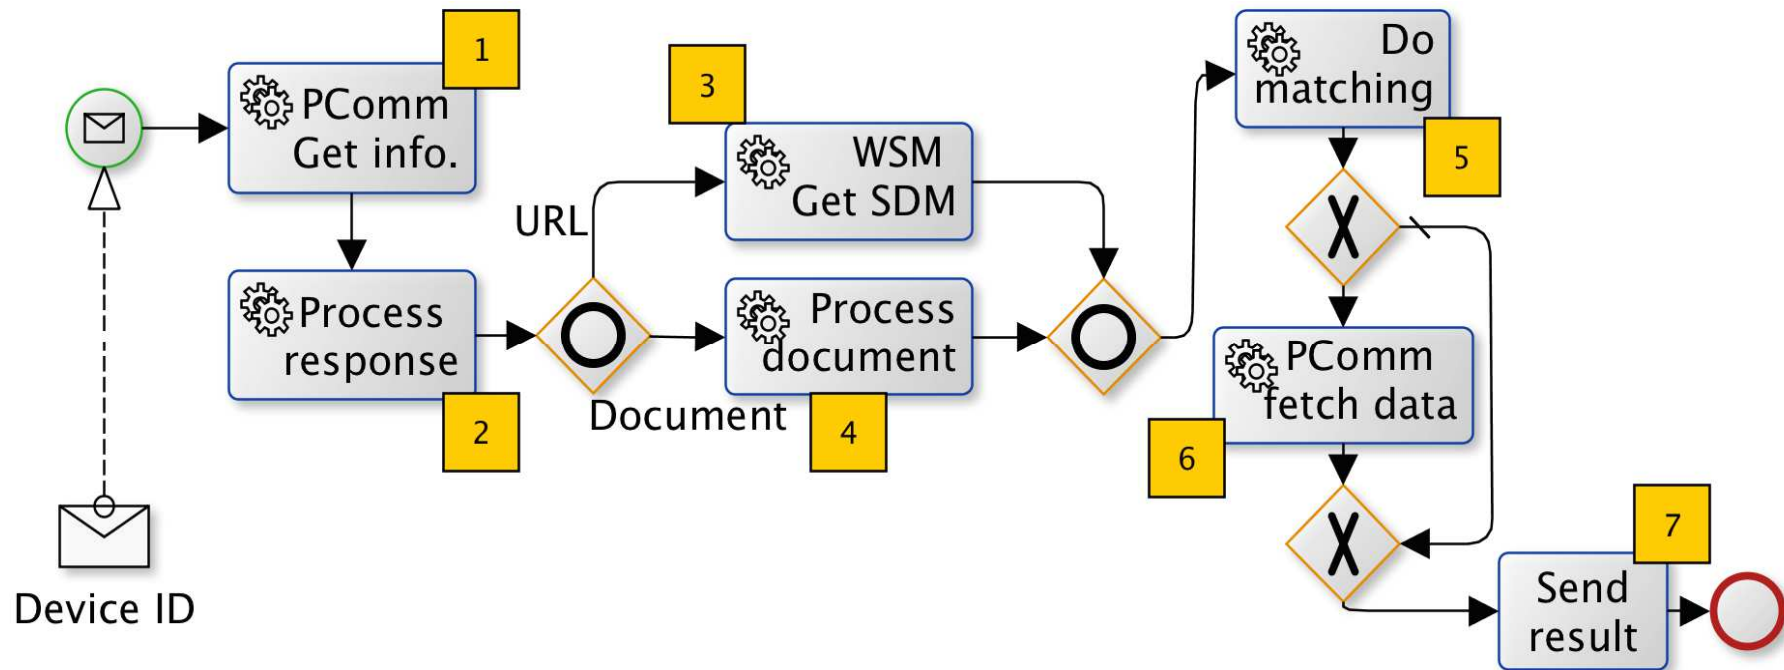 1
PComm
Get info.
Process
response
2
Device ID
URL
Document
3
WSM
Get SDM
Process
document
4
Do
matching
5
X
PComm
fetch data
6
X
7
Send
result